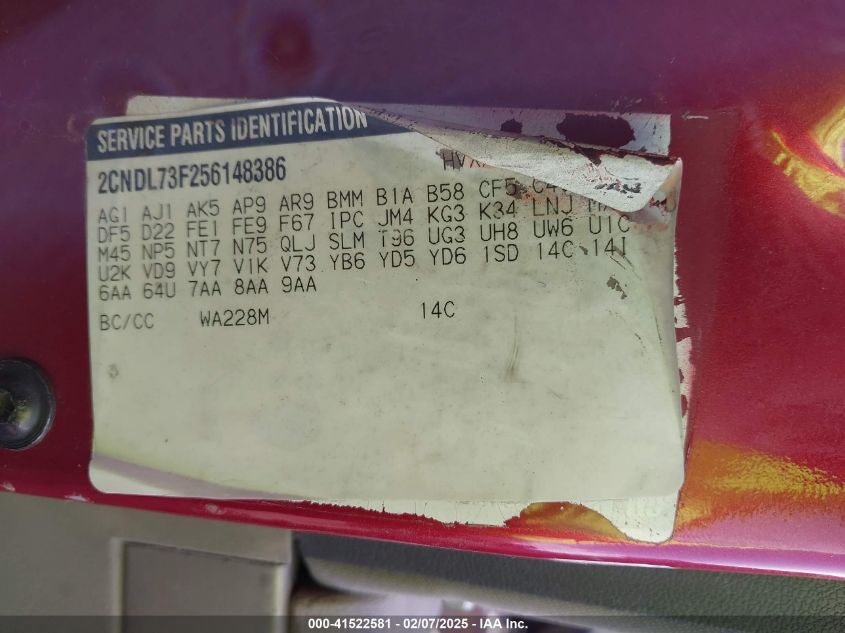 SERVICE PARTS IDENTIFICATION
2CNDL73F256148386
AG1 AJ1 AK5 AP9 AR9 BMM B1A B58 CF5
DF5 D22 FE1 FE9 F67 IPC JM4 KG3 K34 LNJ
M45 NP5 NT7 N75 QLJ SLM T96 UG3 UH8 UW6 U1C
U2K VD9 VY7 V1K V73 YB6 YD5 YD6 1SD 14C 14I
6AA 64U 7AA 8AA 9AA
BC/CC WA228M 14C
000-41522581 - 02/07/2025 - IAA Inc.